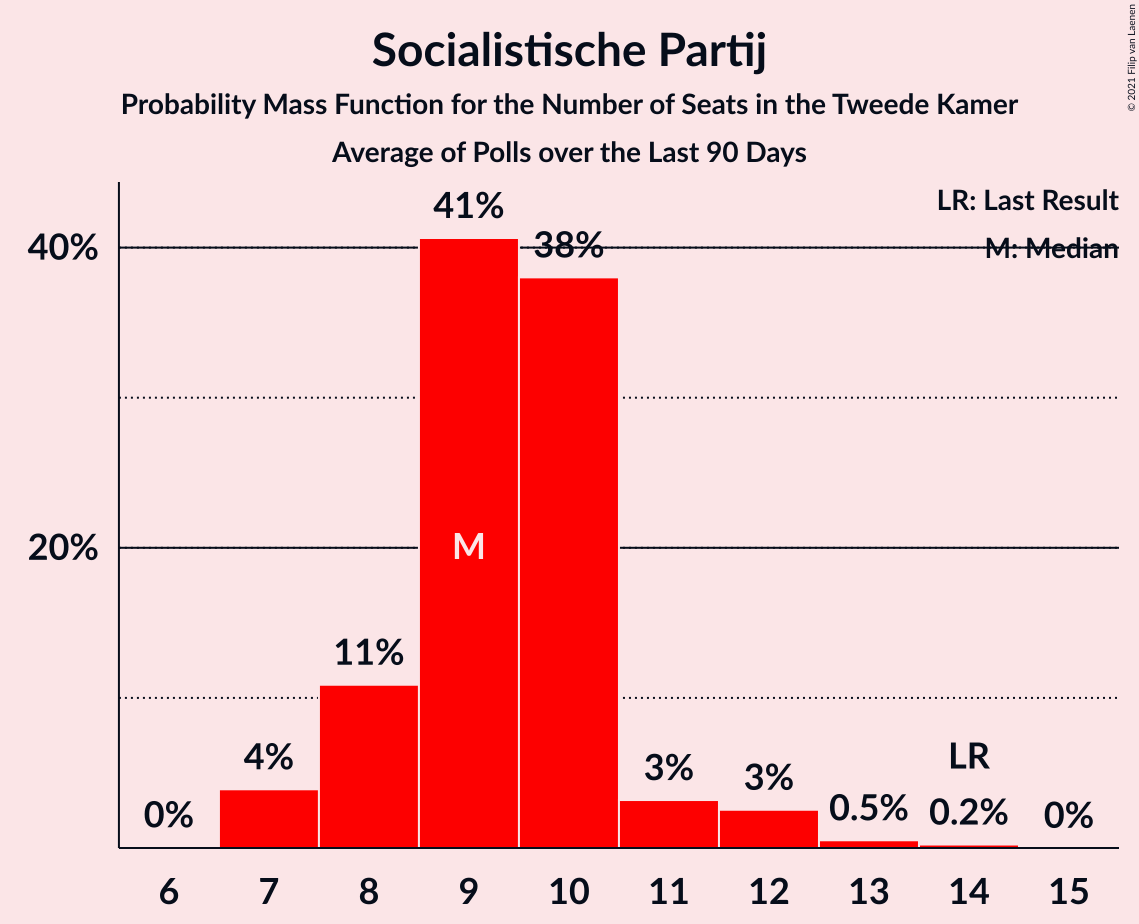 Socialistische Partij
Probability Mass Function for the Number of Seats in the Tweede Kamer
Average of Polls over the Last 90 Days
© 2021 Filip van Laenen
LR: Last Result
M: Median
40%
20%
0%
4%
11%
41%
38%
3%
3%
0.5%
0.2%
0%
M
LR
6 7 8 9 10 11 12 13 14 15